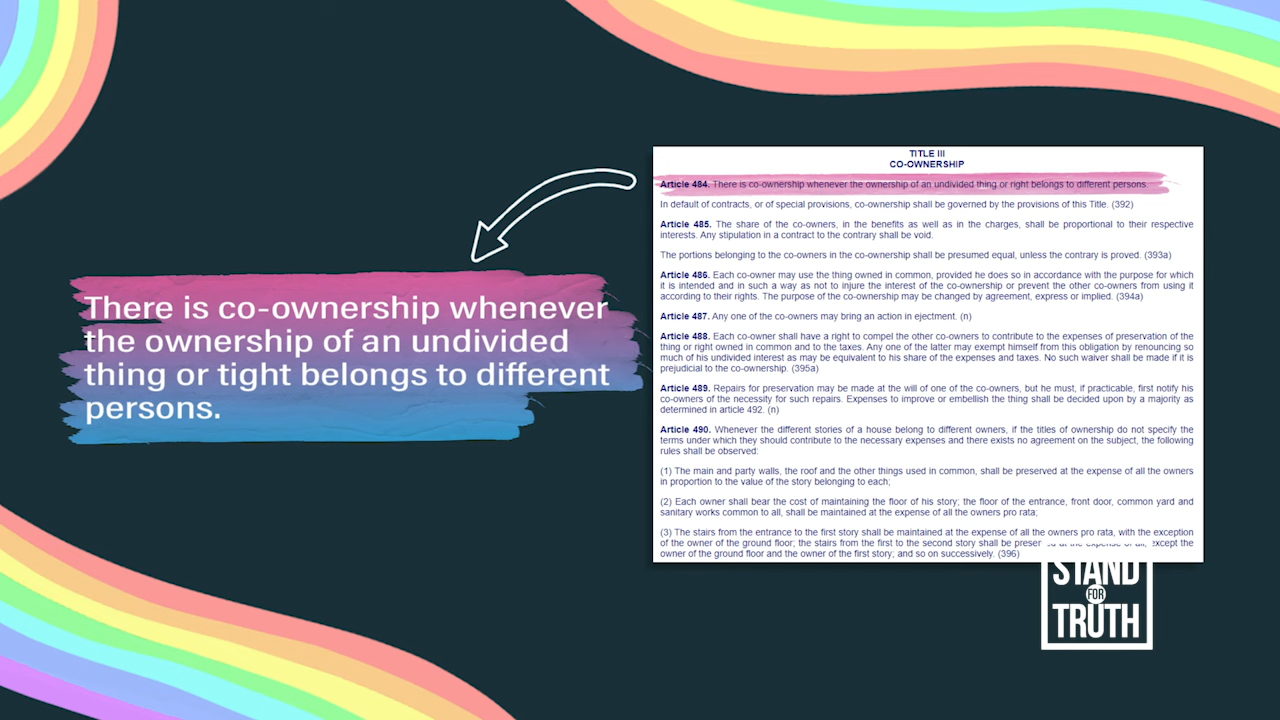 There is co-ownership whenever
the ownership of an undivided
thing or tight belongs to different
persons.
TITLE III
CO-OWNERSHIP
Article 484. There is co-ownership whenever the ownership of an undivided thing or right belongs to different persons.
In default of contracts, or of special provisions, co-ownership shall be governed by the provisions of this Title. (392)
Article 485. The share of the co-owners, in the benefits as well as in the charges, shall be proportional to their respective
interests. Any stipulation in a contract to the contrary shall be void.
The portions belonging to the co-owners in the co-ownership shall be presumed equal, unless the contrary is proved. (393a)
Article 486. Each co-owner may use the thing owned in common, provided he does so in accordance with the purpose for which
it is intended and in such a way as not to injure the interest of the co-ownership or prevent the other co-owners from using it
according to their rights. The purpose of the co-ownership may be changed by agreement, express or implied. (394a)
Article 487. Any one of the co-owners may bring an action in ejectment. (n)
Article 488. Each co-owner shall have a right to compel the other co-owners to contribute to the expenses of preservation of the
thing or right owned in common and to the taxes. Any one of the latter may exempt himself from this obligation by renouncing so
much of his undivided interest as may be equivalent to his share of the expenses and taxes. No such waiver shall be made if it is
prejudicial to the co-ownership. (395a)
Article 489. Repairs for preservation may be made at the will of one of the co-owners, but he must, if practicable, first notify his
co-owners of the necessity for such repairs. Expenses to improve or embellish the thing shall be decided upon by a majority as
determined in article 492. (n)
Article 490. Whenever the different stories of a house belong to different owners, if the titles of ownership do not specify the
terms under which they should contribute to the necessary expenses and there exists no agreement on the subject, the following
rules shall be observed:
(1) The main and party walls, the roof and the other things used in common, shall be preserved at the expense of all the owners
in proportion to the value of the story belonging to each;
(2) Each owner shall bear the cost of maintaining the floor of his story; the floor of the entrance, front door, common yard and
sanitary works common to all, shall be maintained at the expense of all the owners pro rata;
(3) The stairs from the entrance to the first story shall be maintained at the expense of all the owners pro rata, with the exception
of the owner of the ground floor; the stairs from the first to the second story shall be at the expense of all, except the
owner of the ground floor and the owner of the first story; and so on successively. (396)
STAND
FOR
TRUTH